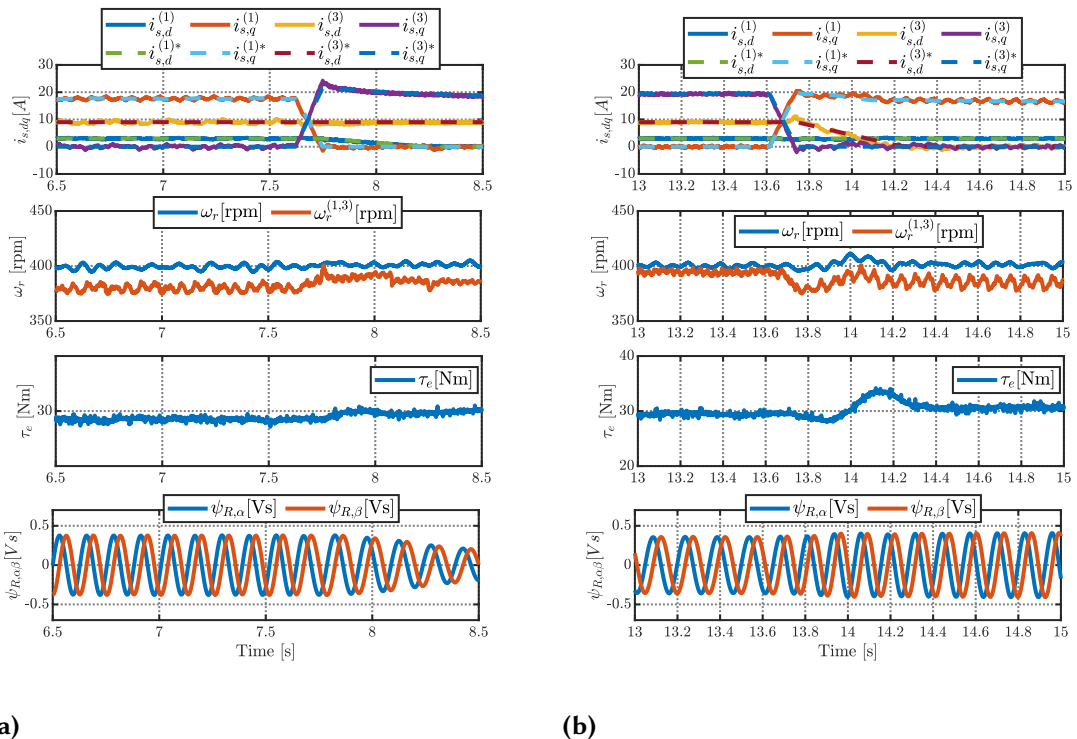 i_{s,d}^{(1)} i_{s,q}^{(1)} i_{s,d}^{(3)} i_{s,q}^{(3)}
i_{s,d}^{(1)*} i_{s,q}^{(1)*} i_{s,d}^{(3)*} i_{s,q}^{(3)*}
30
20
10
0
-10
i_{s,dq}[A]
6.5 7 7.5 8 8.5
ω_r[rpm] ω_r^{(1,3)}[rpm]
450
400
350
ω_r [rpm]
6.5 7 7.5 8 8.5
τ_e[Nm]
30
τ_e [Nm]
6.5 7 7.5 8 8.5
ψ_{R,α}[Vs] ψ_{R,β}[Vs]
0.5
0
-0.5
ψ_{R,αβ}[Vs]
6.5 7 7.5 8 8.5
Time [s]
a)
i_{s,d}^{(1)} i_{s,q}^{(1)} i_{s,d}^{(3)} i_{s,q}^{(3)}
i_{s,d}^{(1)*} i_{s,q}^{(1)*} i_{s,d}^{(3)*} i_{s,q}^{(3)*}
30
20
10
0
-10
i_{s,dq}[A]
13 13.2 13.4 13.6 13.8 14 14.2 14.4 14.6 14.8 15
ω_r[rpm] ω_r^{(1,3)}[rpm]
450
400
350
ω_r [rpm]
13 13.2 13.4 13.6 13.8 14 14.2 14.4 14.6 14.8 15
τ_e[Nm]
40
30
20
τ_e [Nm]
13 13.2 13.4 13.6 13.8 14 14.2 14.4 14.6 14.8 15
ψ_{R,α}[Vs] ψ_{R,β}[Vs]
0.5
0
-0.5
ψ_{R,αβ}[Vs]
13 13.2 13.4 13.6 13.8 14 14.2 14.4 14.6 14.8 15
Time [s]
(b)